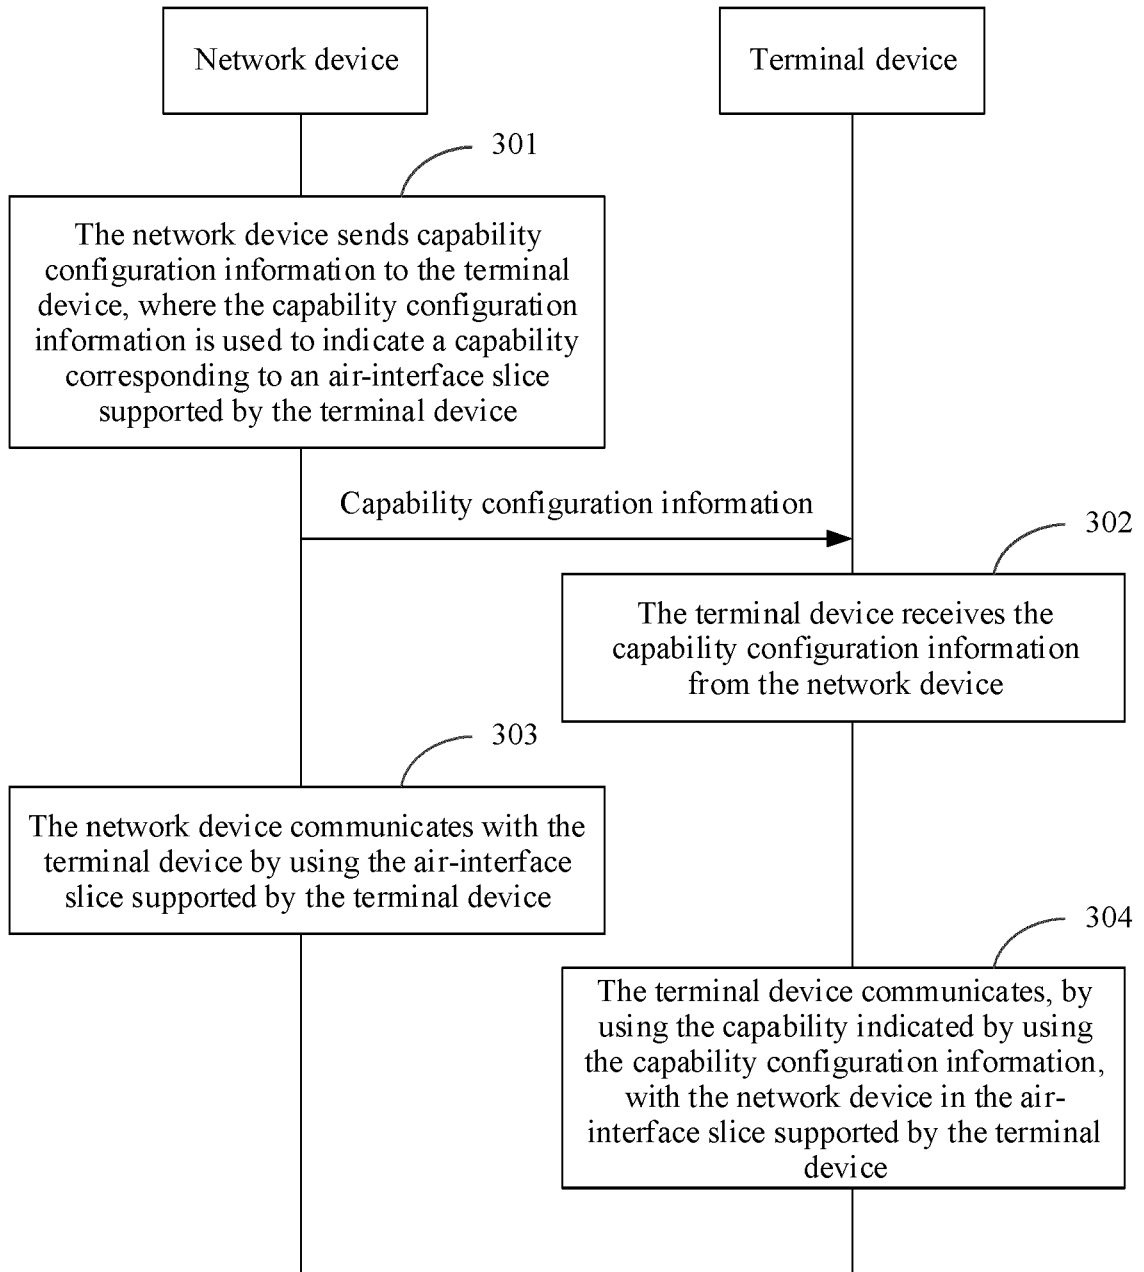 Network device
Terminal device
301
The network device sends capability
configuration information to the terminal
device, where the capability configuration
information is used to indicate a capability
corresponding to an air-interface slice
supported by the terminal device
Capability configuration information
302
The terminal device receives the
capability configuration information
from the network device
303
The network device communicates with the
terminal device by using the air-interface
slice supported by the terminal device
304
The terminal device communicates, by
using the capability indicated by using
the capability configuration information,
with the network device in the air-
interface slice supported by the terminal
device